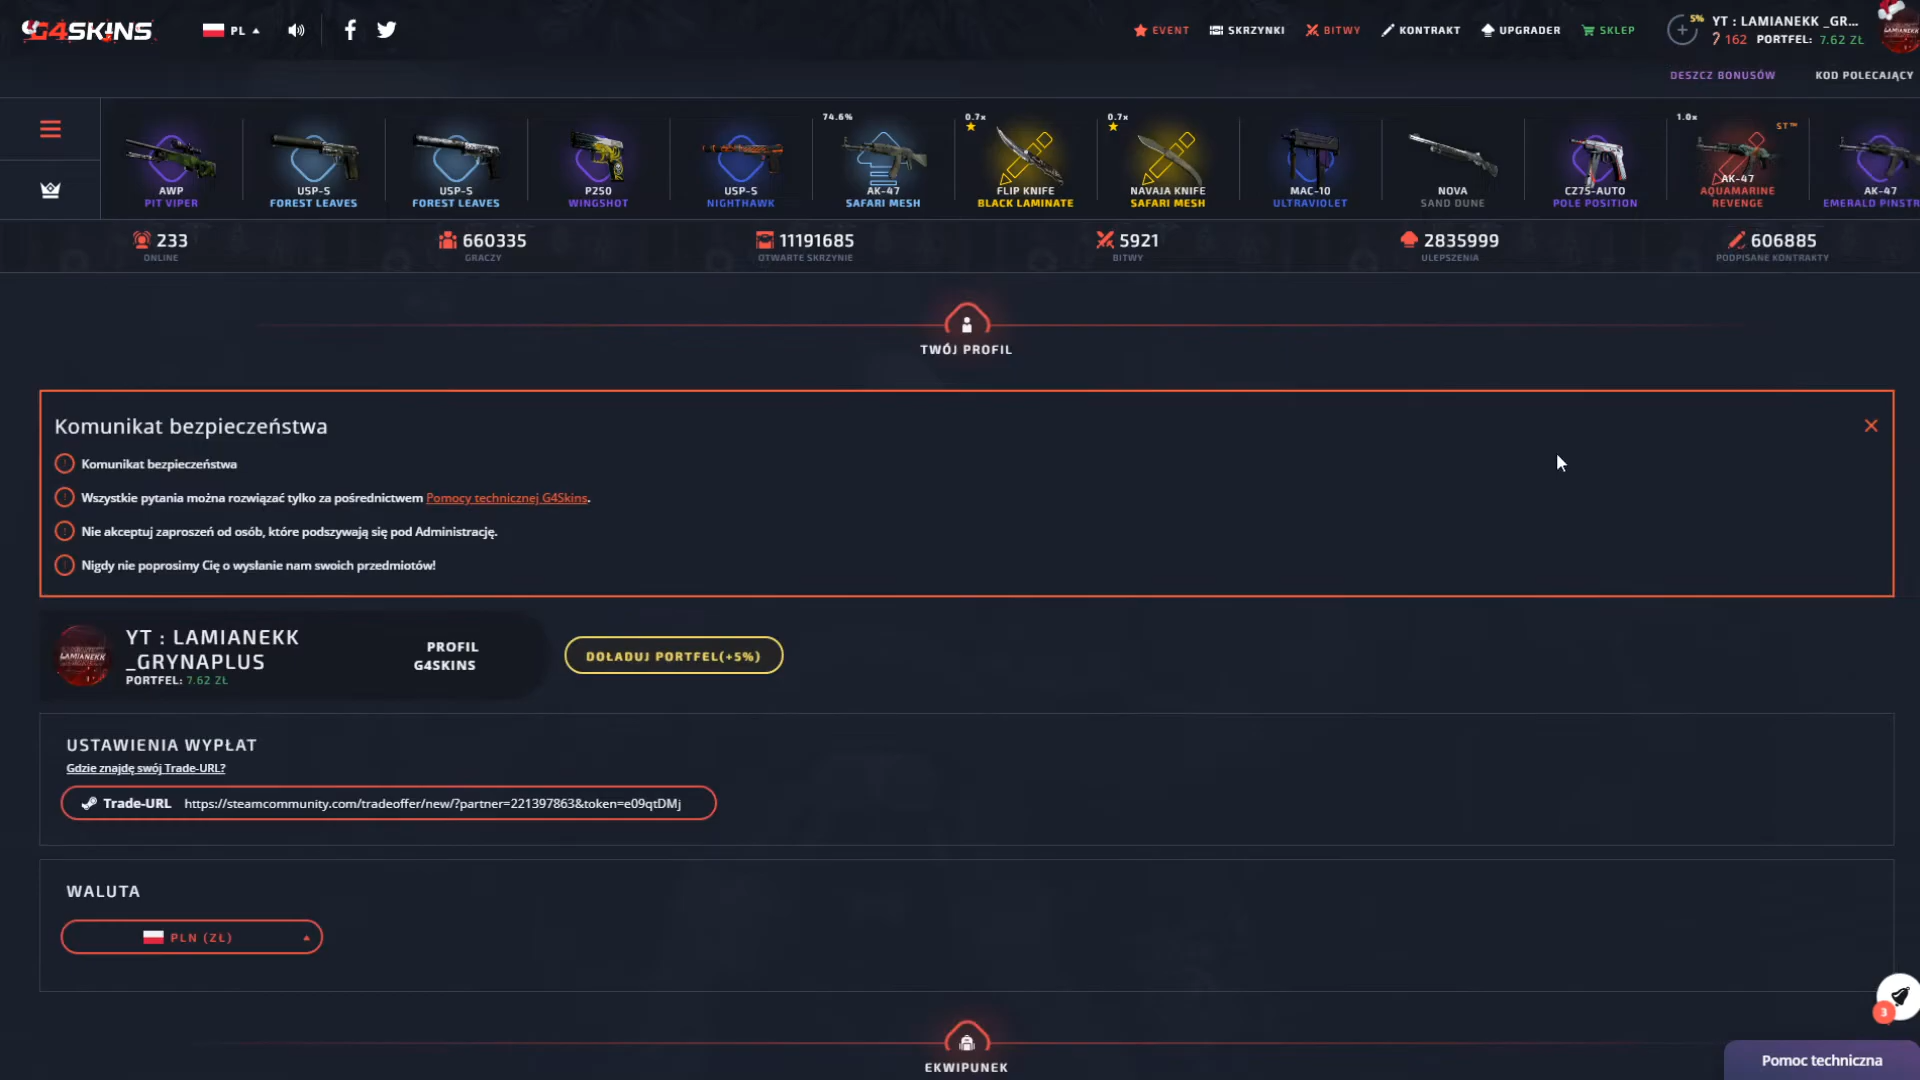 G4SKINS
PL
EVENT
SKRZYNKI
BITWY
KONTRAKT
UPGRADER
SKLEP
5%
YT : LAMIANEKK _GR...
162 PORTFEL: 7.62 ZŁ
DESZCZ BONUSÓW
KOD POLECAJĄCY
AWP
PIT VIPER
USP-S
FOREST LEAVES
USP-S
FOREST LEAVES
P250
WINGSHOT
USP-S
NIGHTHAWK
74.6%
AK-47
SAFARI MESH
0.7x
FLIP KNIFE
BLACK LAMINATE
0.7x
NAVAJA KNIFE
SAFARI MESH
MAC-10
ULTRAVIOLET
NOVA
SAND DUNE
CZ75-AUTO
POLE POSITION
1.0x
ST™
AK-47
AQUAMARINE
REVENGE
AK-47
EMERALD PINSTR
233
ONLINE
660335
GRACZY
11191685
OTWARTE SKRZYNIE
5921
BITWY
2835999
ULEPSZENIA
606885
PODPISANE KONTRAKTY
TWÓJ PROFIL
Komunikat bezpieczeństwa
Komunikat bezpieczeństwa
Wszystkie pytania można rozwiązać tylko za pośrednictwem Pomocy technicznej G4Skins.
Nie akceptuj zaproszeń od osób, które podszywają się pod Administrację.
Nigdy nie poprosimy Cię o wysłanie nam swoich przedmiotów!
LAMIANEKK
YT : LAMIANEKK
_GRYNAPLUS
PORTFEL: 7.62 ZŁ
PROFIL
G4SKINS
DOŁADUJ PORTFEL(+5%)
USTAWIENIA WYPŁAT
Gdzie znajdę swój Trade-URL?
Trade-URL https://steamcommunity.com/tradeoffer/new/?partner=221397863&token=e09qtDMj
WALUTA
PLN (ZŁ)
3
EKWIPUNEK
Pomoc techniczna